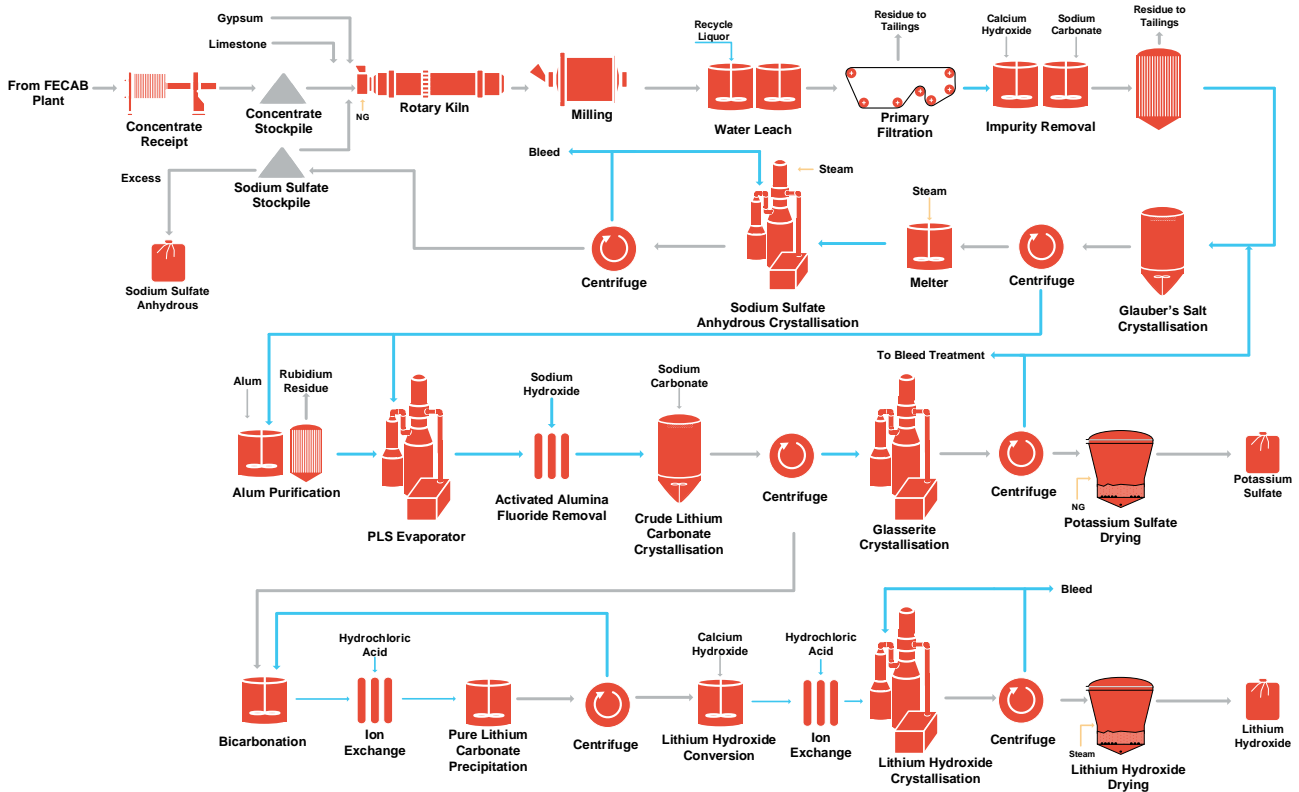 Gypsum
Limestone
From FECAB
Plant
Concentrate
Receipt
Concentrate
Stockpile
NG
Rotary Kiln
Milling
Recycle
Liquor
Water Leach
Residue to
Tailings
Primary
Filtration
Calcium
Hydroxide
Sodium
Carbonate
Impurity Removal
Residue to
Tailings
Excess
Sodium Sulfate
Stockpile
Sodium Sulfate
Anhydrous
Bleed
Centrifuge
Steam
Sodium Sulfate
Anhydrous Crystallisation
Steam
Melter
Centrifuge
Glauber's Salt
Crystallisation
Alum
Rubidium
Residue
Alum Purification
PLS Evaporator
Sodium
Hydroxide
Activated Alumina
Fluoride Removal
Sodium
Carbonate
Crude Lithium
Carbonate
Crystallisation
Centrifuge
To Bleed Treatment
Glasserite
Crystallisation
Centrifuge
NG
Potassium Sulfate
Drying
Potassium
Sulfate
Bicarbonation
Hydrochloric
Acid
Ion
Exchange
Pure Lithium
Carbonate
Precipitation
Centrifuge
Calcium
Hydroxide
Lithium Hydroxide
Conversion
Hydrochloric
Acid
Ion
Exchange
Bleed
Lithium Hydroxide
Crystallisation
Centrifuge
Steam
Lithium Hydroxide
Drying
Lithium
Hydroxide